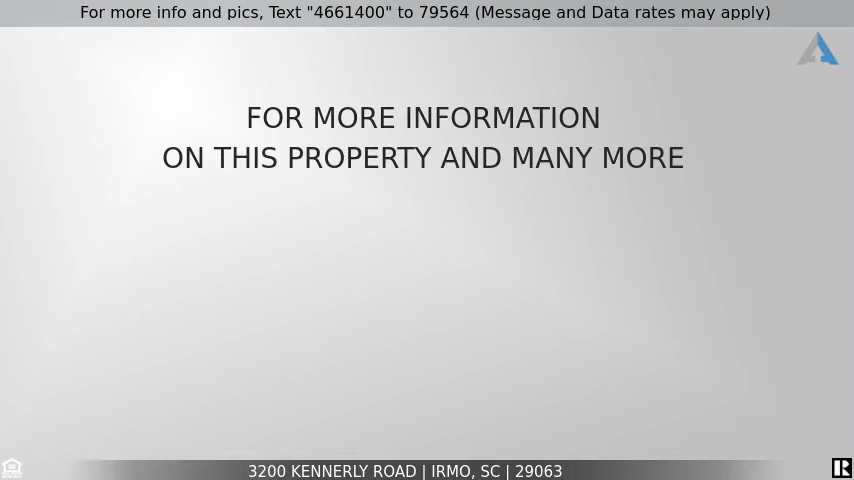 For more info and pics, Text "4661400" to 79564 (Message and Data rates may apply)
FOR MORE INFORMATION
ON THIS PROPERTY AND MANY MORE
3200 KENNERLY ROAD | IRMO, SC | 29063